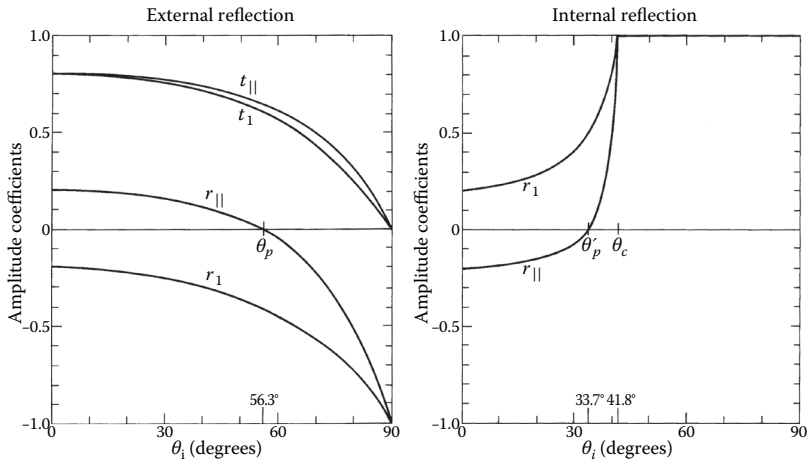 External reflection
1.0
0.5
0
–0.5
–1.0
Amplitude coefficients
t||
t1
r||
θp
r1
56.3°
0
30
60
90
θi (degrees)
Internal reflection
1.0
0.5
0
–0.5
–1.0
Amplitude coefficients
r1
θ′p
θc
r||
33.7° 41.8°
0
30
60
90
θi (degrees)